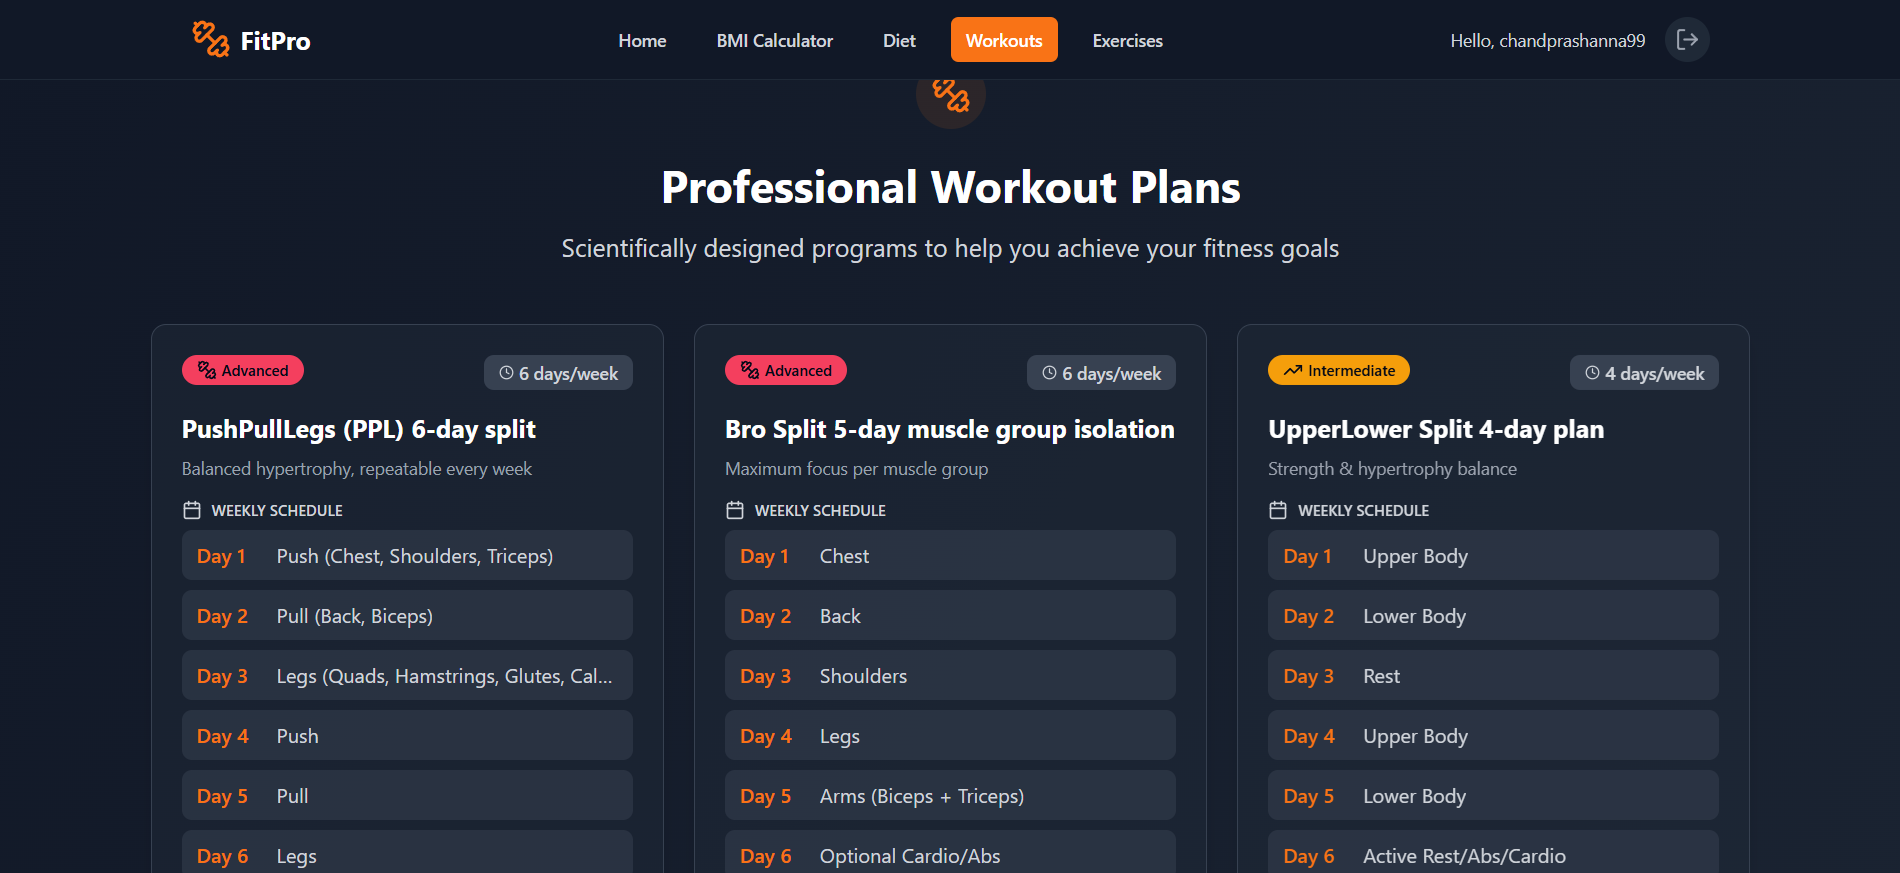 FitPro
Home
BMI Calculator
Diet
Workouts
Exercises
Hello, chandprashanna99
Professional Workout Plans
Scientifically designed programs to help you achieve your fitness goals
Advanced
6 days/week
PushPullLegs (PPL) 6-day split
Balanced hypertrophy, repeatable every week
WEEKLY SCHEDULE
Day 1 Push (Chest, Shoulders, Triceps)
Day 2 Pull (Back, Biceps)
Day 3 Legs (Quads, Hamstrings, Glutes, Cal...
Day 4 Push
Day 5 Pull
Day 6 Legs
Advanced
6 days/week
Bro Split 5-day muscle group isolation
Maximum focus per muscle group
WEEKLY SCHEDULE
Day 1 Chest
Day 2 Back
Day 3 Shoulders
Day 4 Legs
Day 5 Arms (Biceps + Triceps)
Day 6 Optional Cardio/Abs
Intermediate
4 days/week
UpperLower Split 4-day plan
Strength & hypertrophy balance
WEEKLY SCHEDULE
Day 1 Upper Body
Day 2 Lower Body
Day 3 Rest
Day 4 Upper Body
Day 5 Lower Body
Day 6 Active Rest/Abs/Cardio